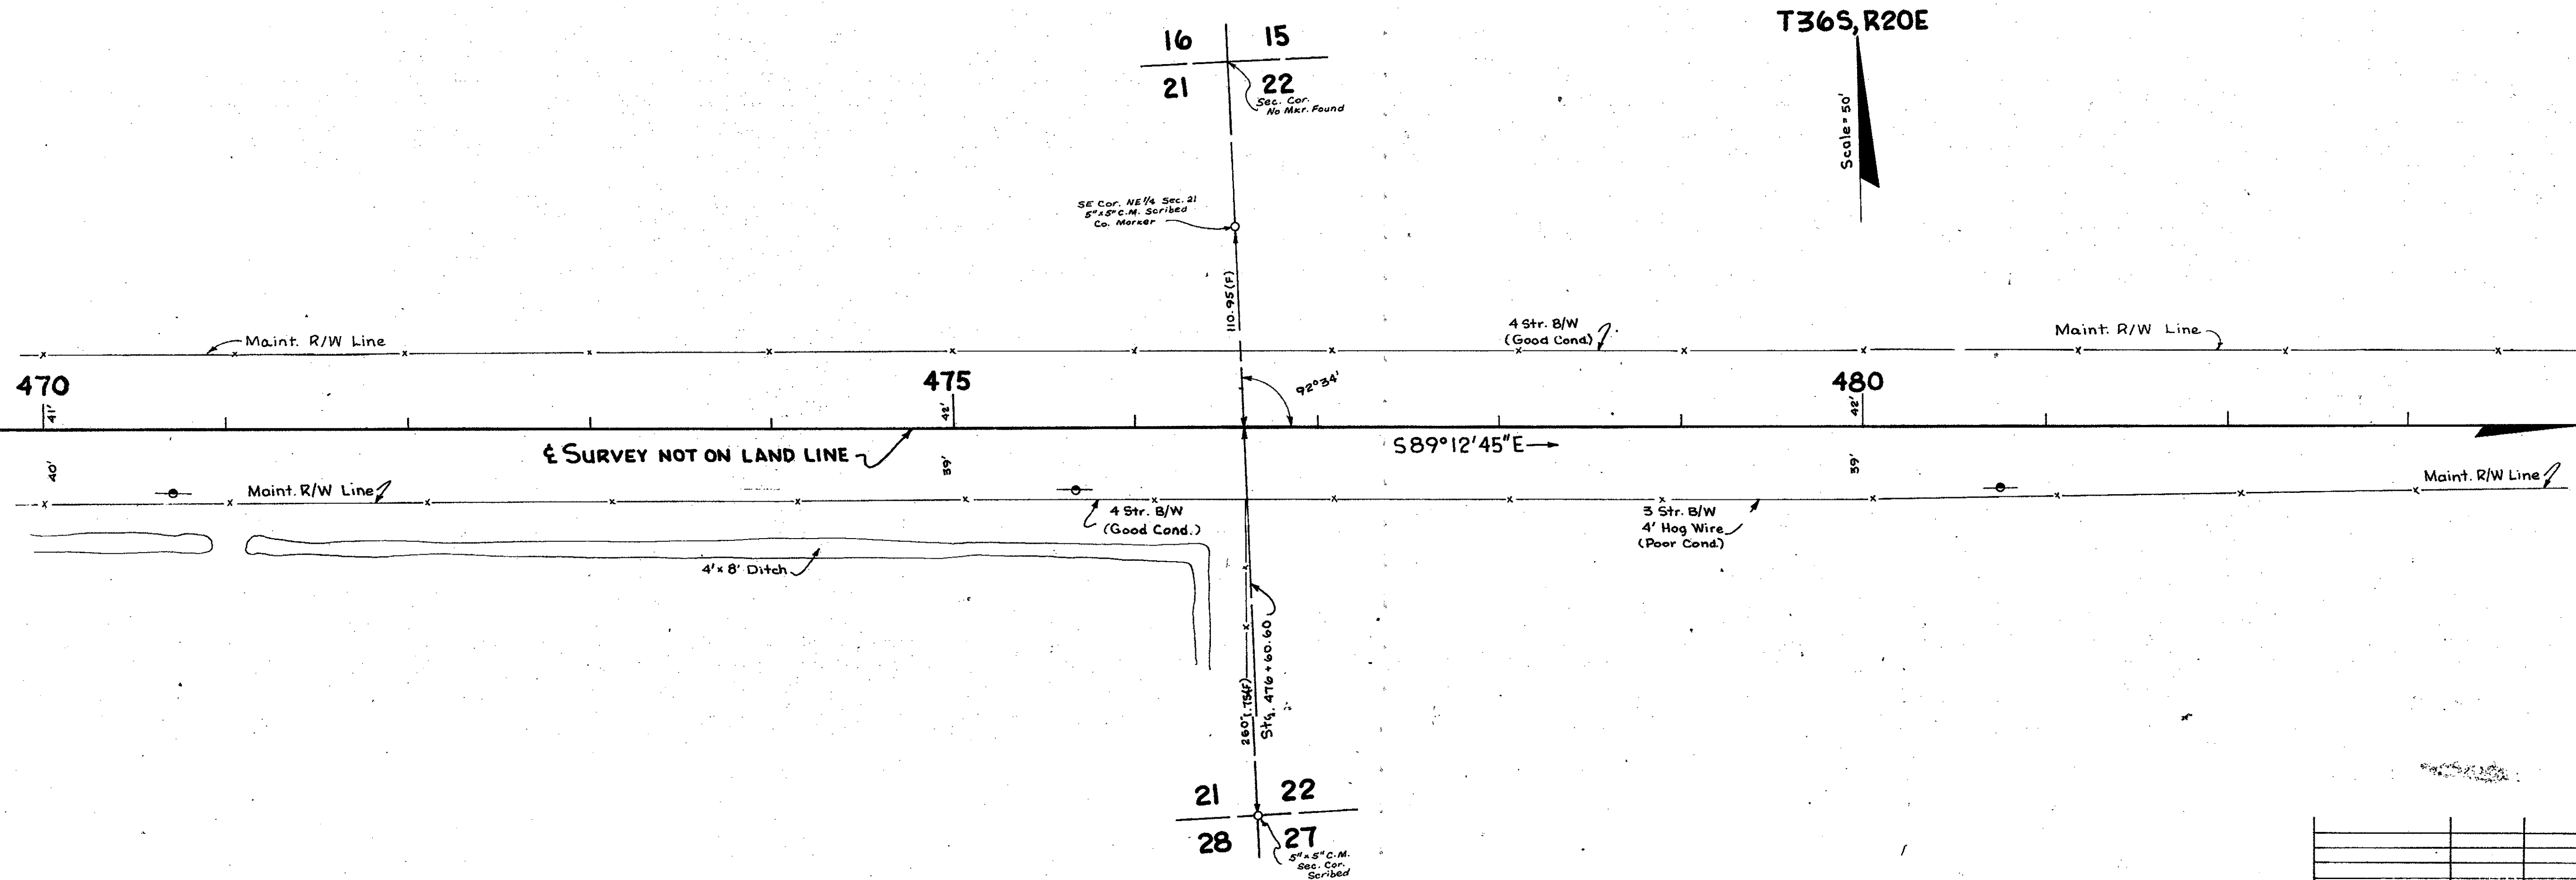 T36S, R20E
16 15
21 22
Sec. Cor.
No Mkr. Found
Scale = 50'
SE Cor. NE 1/4 Sec. 21
5" x 5" C.M. Scribed
Co. Marker
110.95 (F)
Maint. R/W Line
4 Str. B/W
(Good Cond.)
Maint. R/W Line
470
475
480
92°34'
41'
42'
42'
℄ SURVEY NOT ON LAND LINE
S89°12'45"E
40'
39'
39'
Maint. R/W Line
Maint. R/W Line
4 Str. B/W
(Good Cond.)
3 Str. B/W
4' Hog Wire
(Poor Cond.)
4' x 8' Ditch
Sta. 476 + 60.60
21 22
28 27
5" x 5" C.M.
Sec. Cor.
Scribed